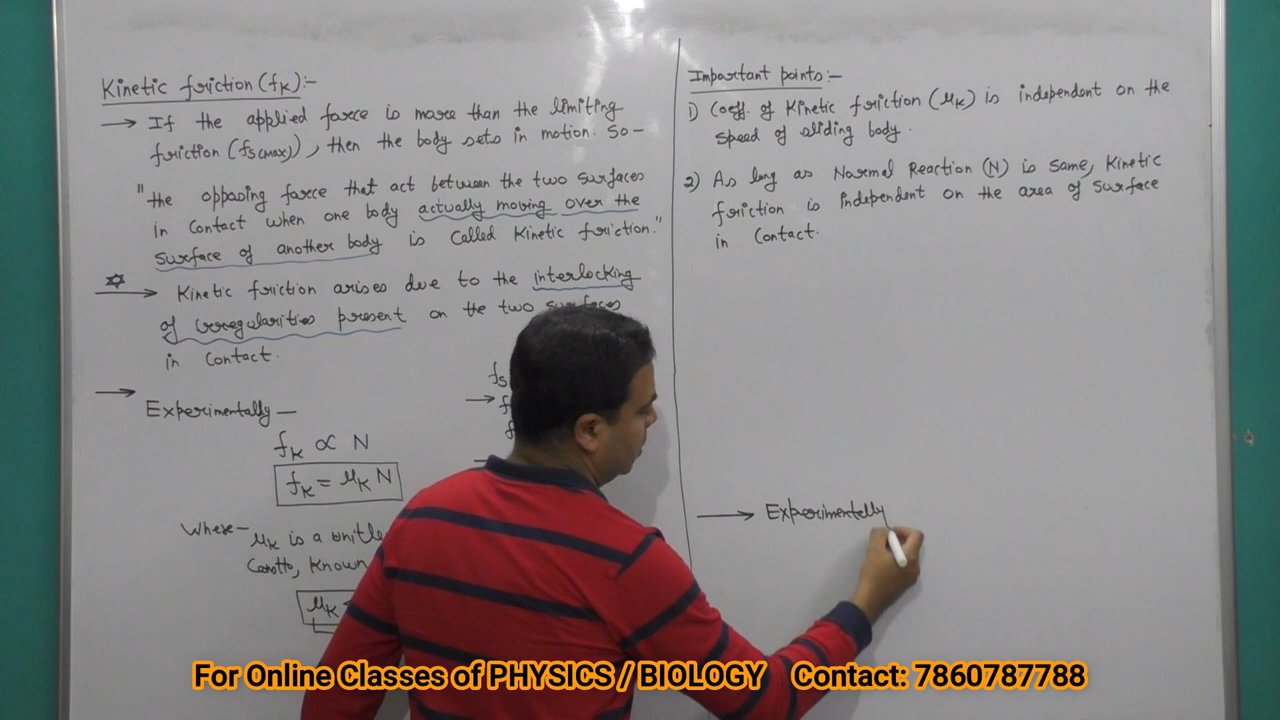 Kinetic friction (fK):-
→ If the applied force is more than the limiting
friction (fS(max)), then the body sets in motion. So-
"the opposing force that act between the two surfaces
in contact when one body actually moving over the
surface of another body is called Kinetic friction."
→ Kinetic friction arises due to the interlocking
of irregularities present on the two surfaces
in contact.
→ Experimentally —
fK ∝ N
fK = μK N
Where- μK is a unitle
known
μK
fS
→ f
f
Important points:-
1) Coeff. of Kinetic friction (μK) is independent on the
speed of sliding body.
2) As long as Normal Reaction (N) is same, Kinetic
friction is independent on the area of surface
in contact.
→ Experimentally
For Online Classes of PHYSICS / BIOLOGY Contact: 7860787788